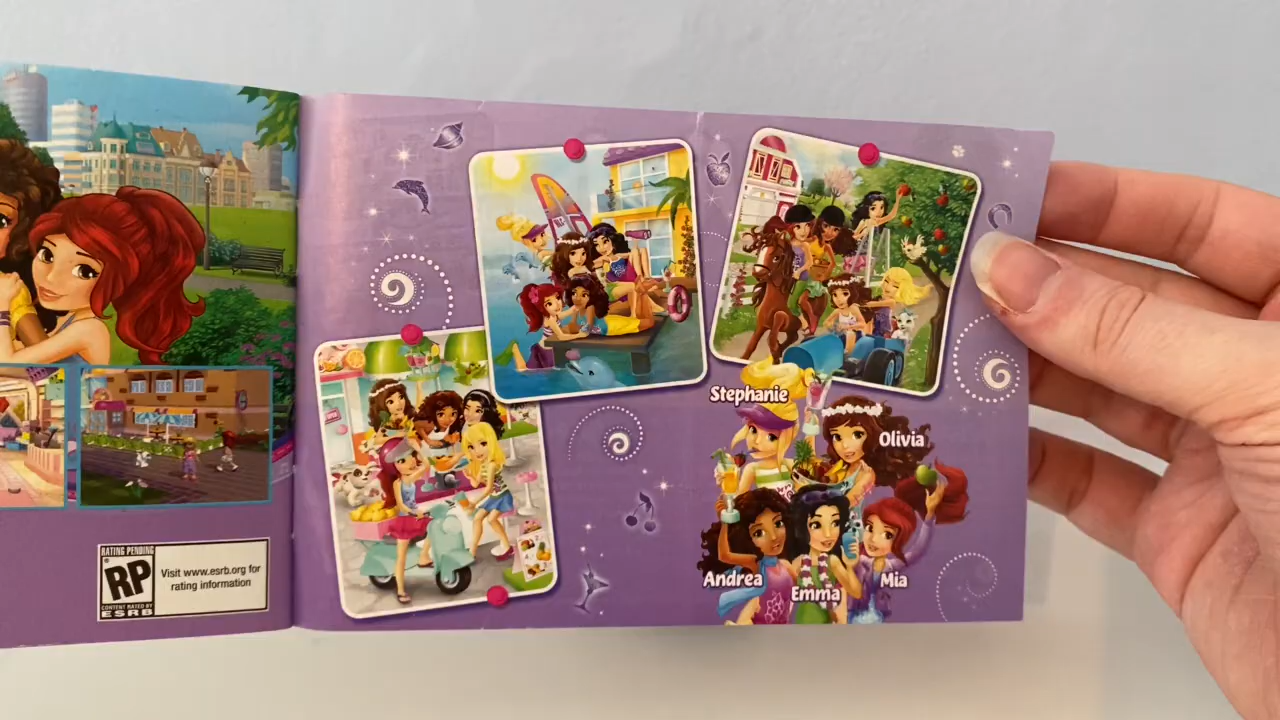 RATING PENDING
RP
CONTENT RATED BY
ESRB
Visit www.esrb.org for
rating information
Stephanie
Olivia
Andrea
Emma
Mia